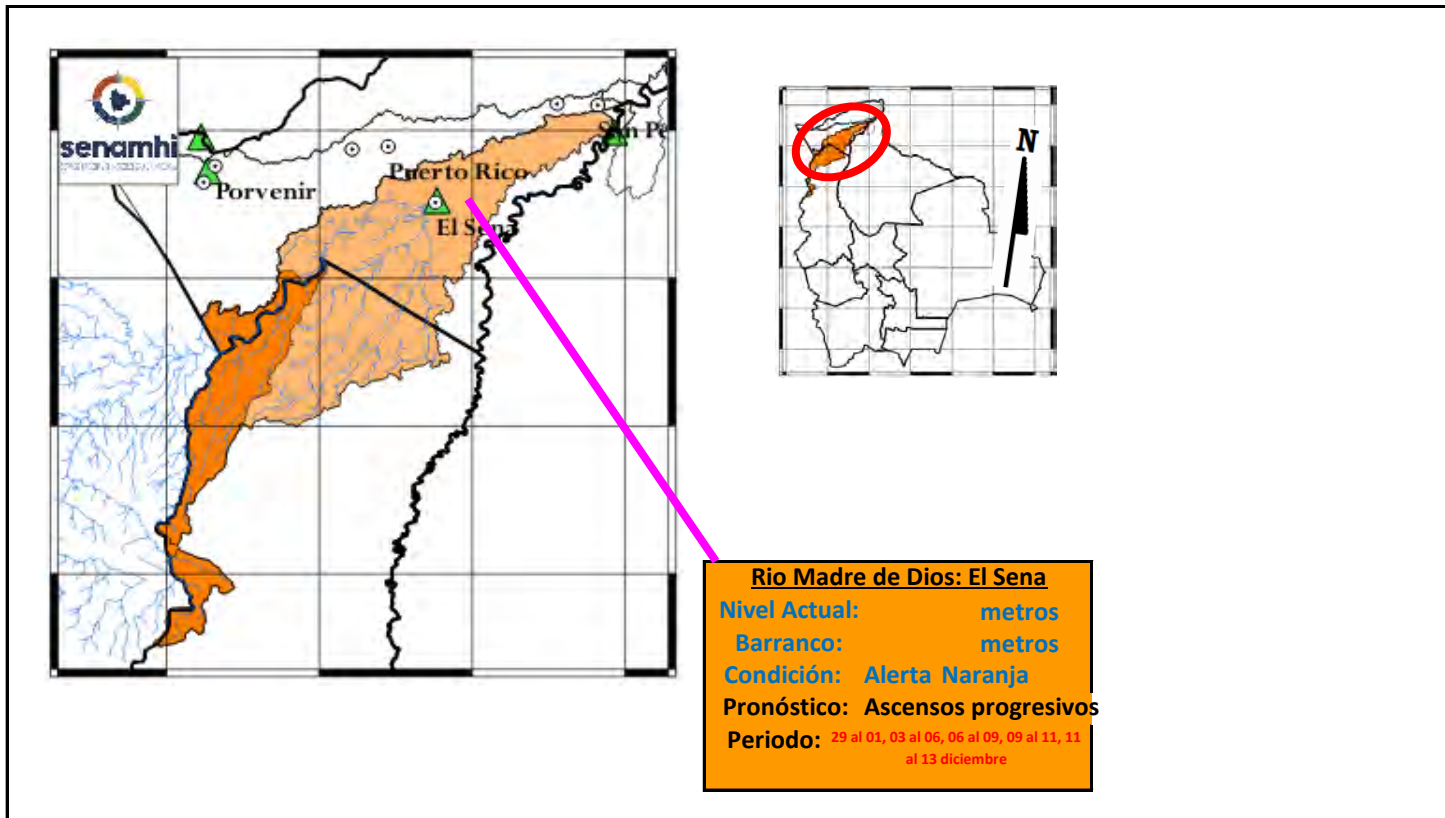 senamhi
Porvenir
Puerto Rico
El Sena
San Pe
N
Rio Madre de Dios: El Sena
Nivel Actual: metros
Barranco: metros
Condición: Alerta Naranja
Pronóstico: Ascensos progresivos
Periodo: 29 al 01, 03 al 06, 06 al 09, 09 al 11, 11
al 13 diciembre